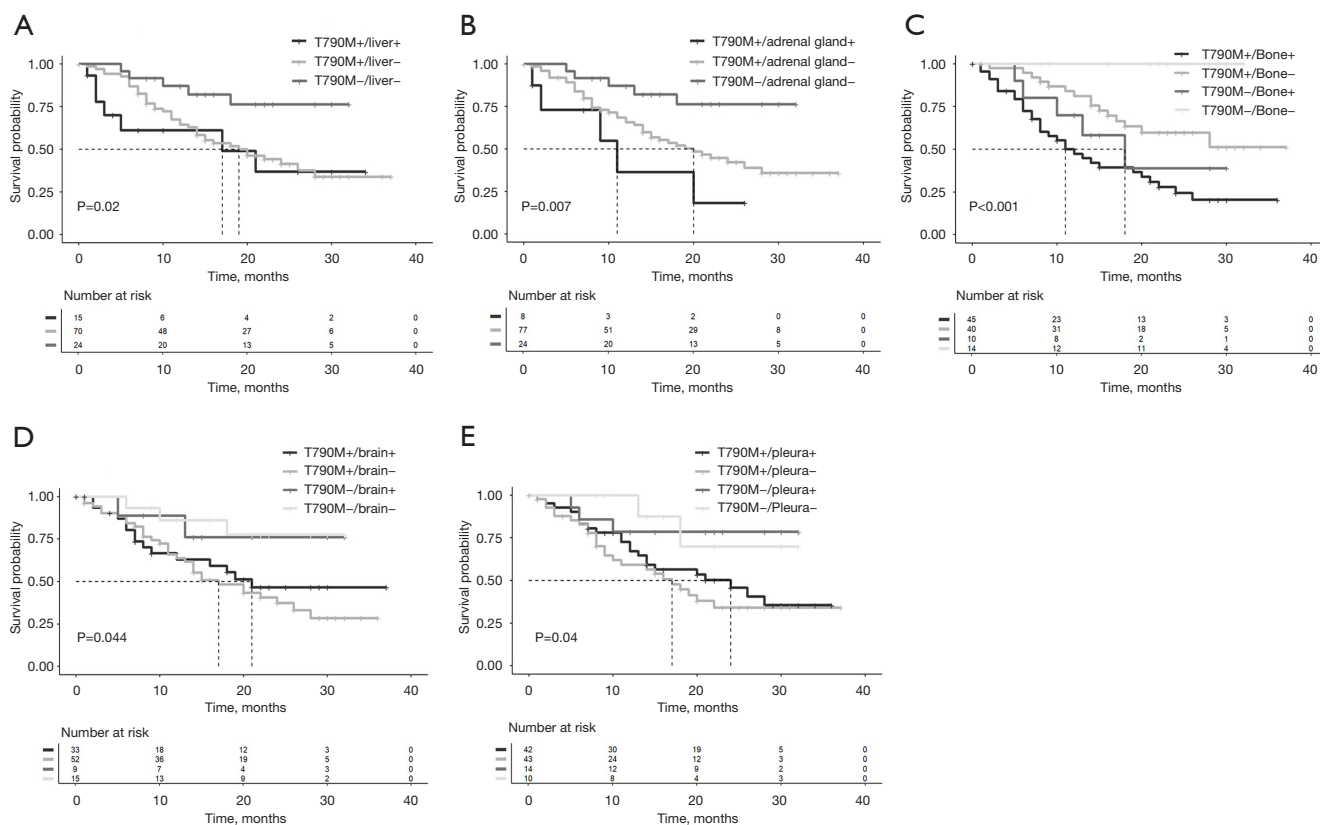 A
T790M+/liver+
T790M+/liver−
T790M−/liver−
Survival probability
1.00
0.75
0.50
0.25
0.00
P=0.02
0 10 20 30 40
Time, months
Number at risk
15 6 4 2 0
70 48 27 6 0
24 20 13 5 0
0 10 20 30 40
Time, months
B
T790M+/adrenal gland+
T790M+/adrenal gland−
T790M−/adrenal gland−
Survival probability
1.00
0.75
0.50
0.25
0.00
P=0.007
0 10 20 30 40
Time, months
Number at risk
8 3 2 0 0
77 51 29 8 0
24 20 13 5 0
0 10 20 30 40
Time, months
C
T790M+/Bone+
T790M+/Bone−
T790M−/Bone+
T790M−/Bone−
Survival probability
1.00
0.75
0.50
0.25
0.00
P<0.001
0 10 20 30 40
Time, months
Number at risk
45 23 13 3 0
40 31 18 5 0
10 8 2 1 0
14 12 11 4 0
0 10 20 30 40
Time, months
D
T790M+/brain+
T790M+/brain−
T790M−/brain+
T790M−/brain−
Survival probability
1.00
0.75
0.50
0.25
0.00
P=0.044
0 10 20 30 40
Time, months
Number at risk
33 18 12 3 0
52 36 19 5 0
9 7 4 3 0
15 13 9 2 0
0 10 20 30 40
Time, months
E
T790M+/pleura+
T790M+/pleura−
T790M−/pleura+
T790M−/Pleura−
Survival probability
1.00
0.75
0.50
0.25
0.00
P=0.04
0 10 20 30 40
Time, months
Number at risk
42 30 19 5 0
43 24 12 3 0
14 12 9 2 0
10 8 4 3 0
0 10 20 30 40
Time, months